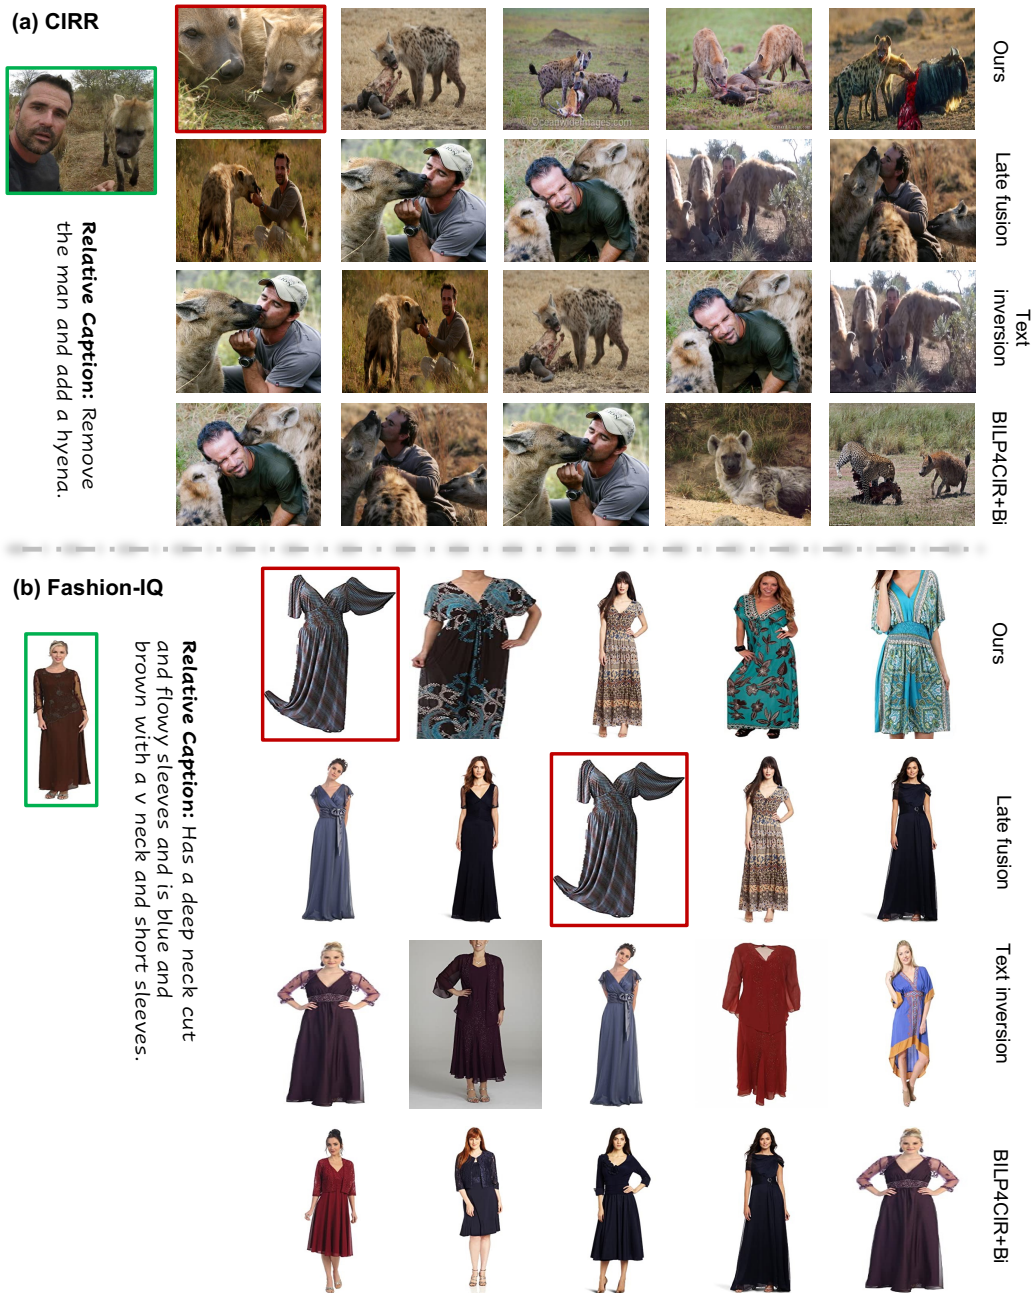 (a) CIRR
Relative Caption: Remove
the man and add a hyena.
Ours
©OceanwideImages.com
Late fusion
Text
inversion
BILP4CIR+Bi
(b) Fashion-IQ
Relative Caption: Has a deep neck cut
and flowy sleeves and is blue and
brown with a v neck and short sleeves.
Ours
Late fusion
Text inversion
BILP4CIR+Bi